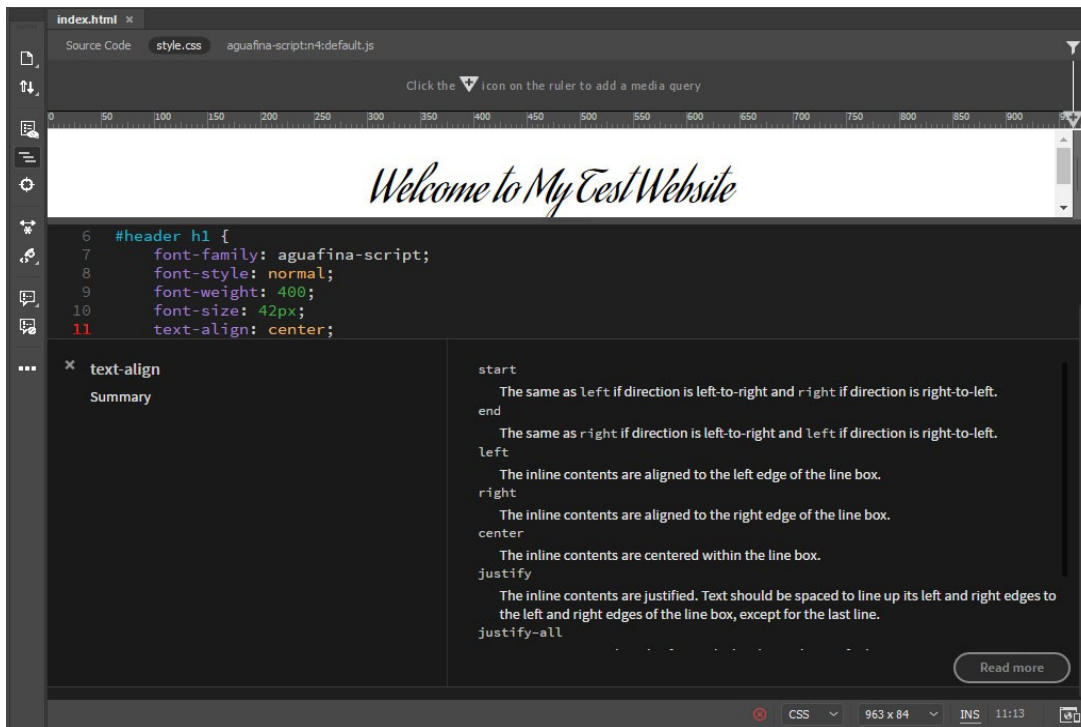 index.html ×
Source Code style.css aguafina-script:n4:default.js
Click the icon on the ruler to add a media query
0 50 100 150 200 250 300 350 400 450 500 550 600 650 700 750 800 850 900
Welcome to My Test Website
6 #header h1 {
7 font-family: aguafina-script;
8 font-style: normal;
9 font-weight: 400;
10 font-size: 42px;
11 text-align: center;
× text-align
Summary
start
The same as left if direction is left-to-right and right if direction is right-to-left.
end
The same as right if direction is left-to-right and left if direction is right-to-left.
left
The inline contents are aligned to the left edge of the line box.
right
The inline contents are aligned to the right edge of the line box.
center
The inline contents are centered within the line box.
justify
The inline contents are justified. Text should be spaced to line up its left and right edges to
the left and right edges of the line box, except for the last line.
justify-all
Read more
CSS 963 x 84 INS 11:13